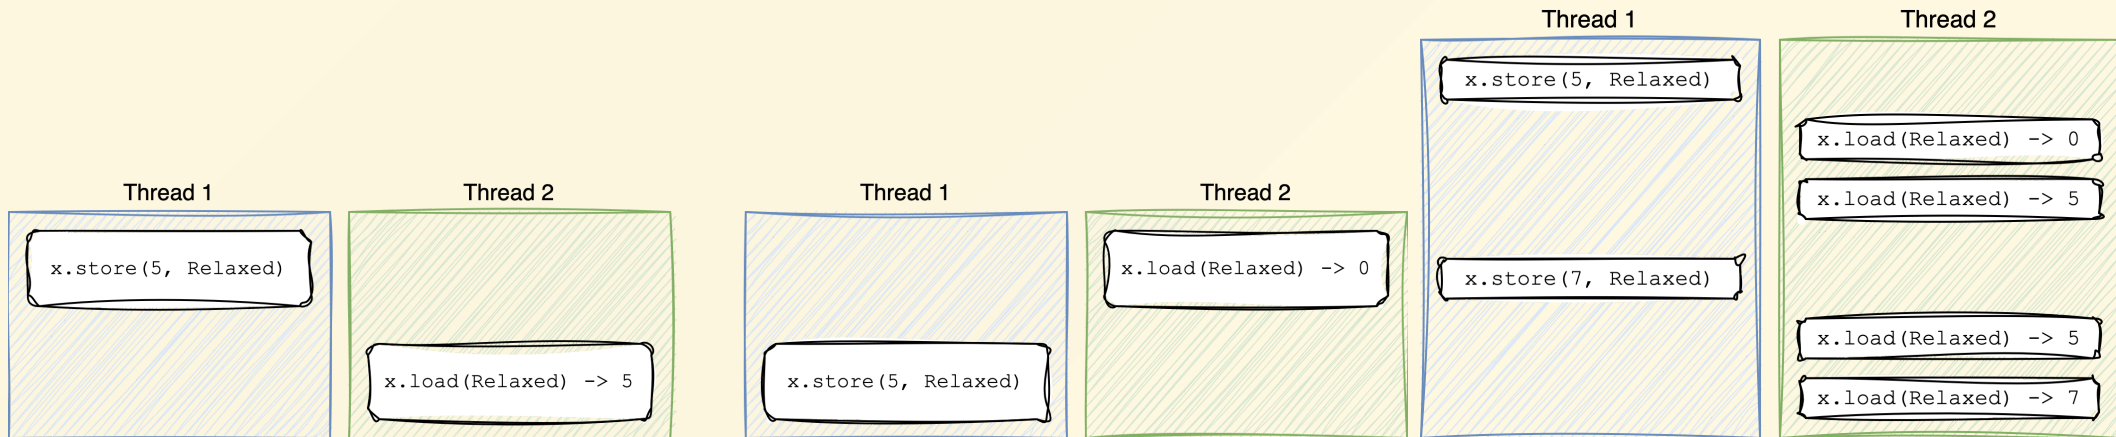 Thread 1
x.store(5, Relaxed)
Thread 2
x.load(Relaxed) -> 5
Thread 1
x.store(5, Relaxed)
Thread 2
x.load(Relaxed) -> 0
Thread 1
x.store(5, Relaxed)
x.store(7, Relaxed)
Thread 2
x.load(Relaxed) -> 0
x.load(Relaxed) -> 5
x.load(Relaxed) -> 5
x.load(Relaxed) -> 7